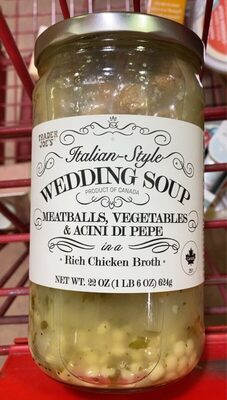 TRADER JOE'S
Italian-Style
WEDDING SOUP
PRODUCT OF CANADA
MEATBALLS, VEGETABLES
& ACINI DI PEPE
in a
Rich Chicken Broth
NET WT. 22 OZ (1 LB 6 OZ) 624g